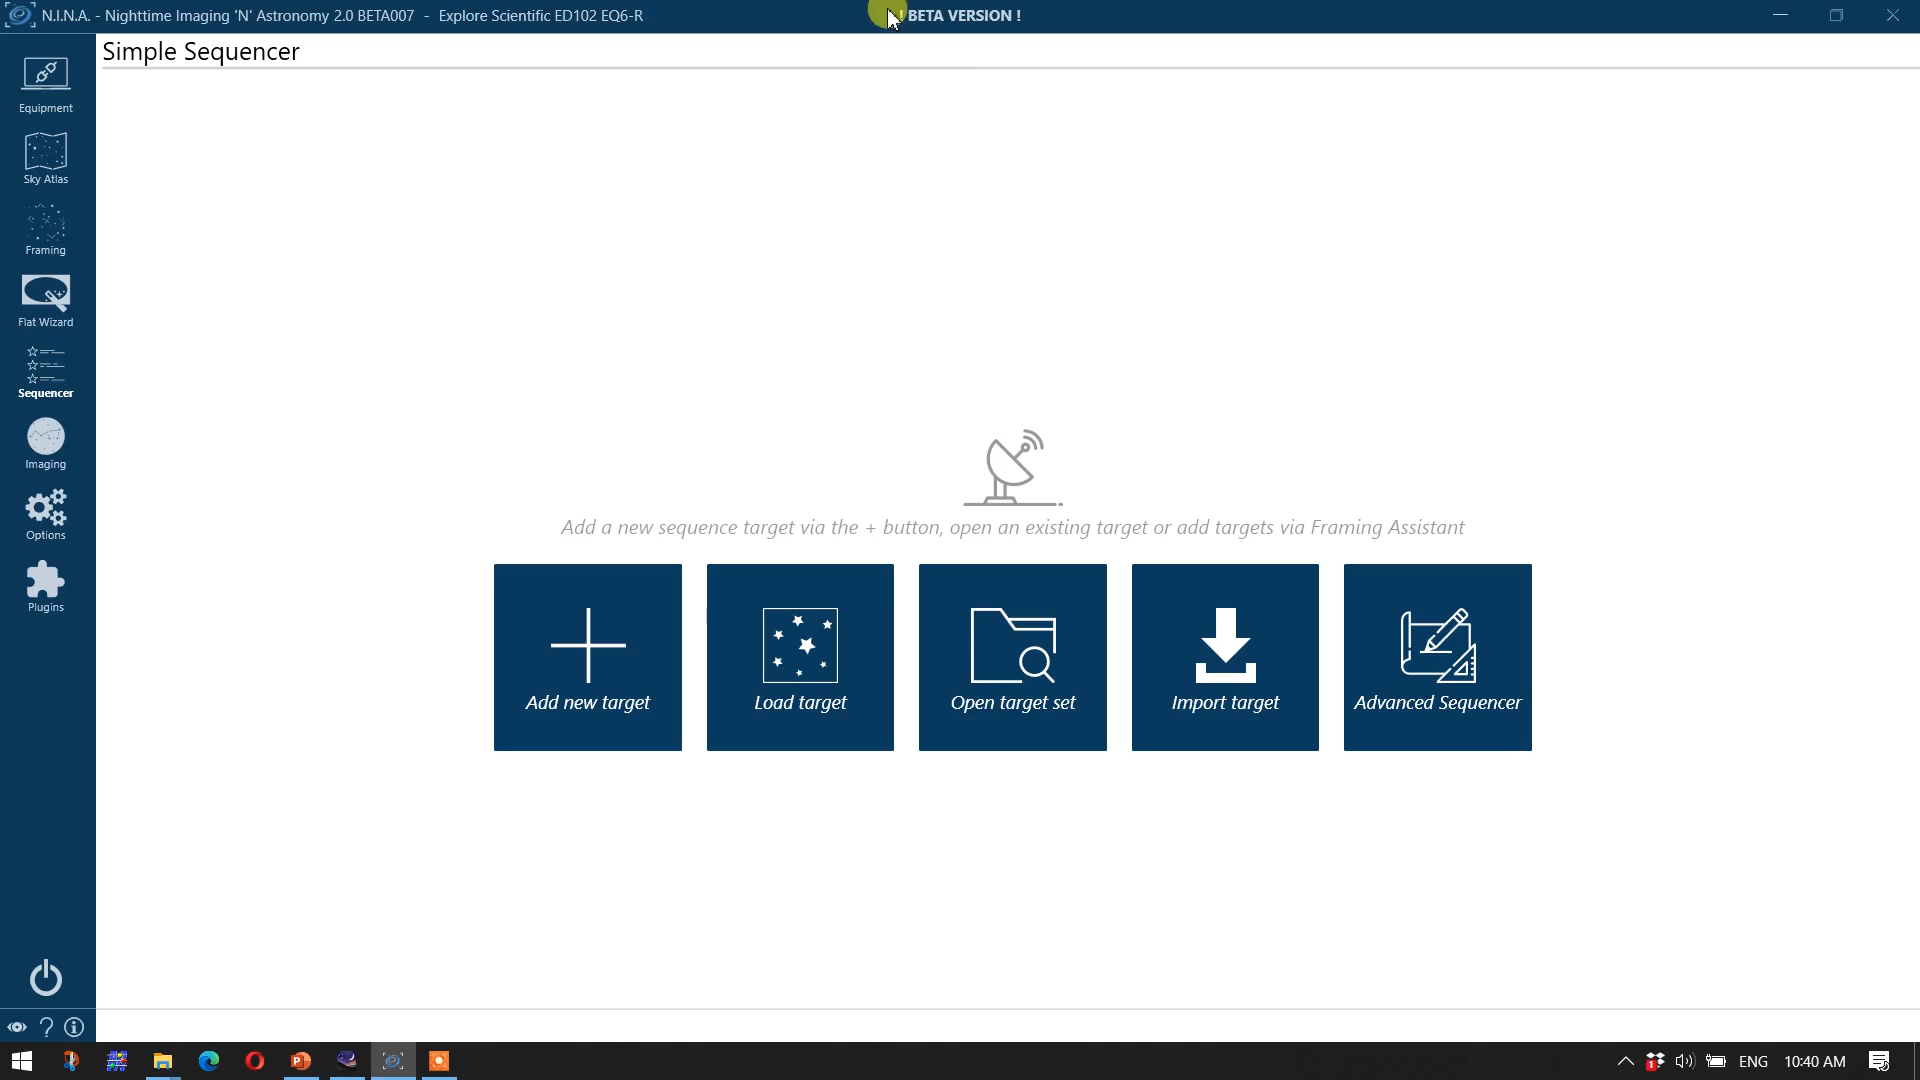 N.I.N.A. - Nighttime Imaging 'N' Astronomy 2.0 BETA007 - Explore Scientific ED102 EQ6-R
! BETA VERSION !
Simple Sequencer
Equipment
Sky Atlas
Framing
Flat Wizard
Sequencer
Imaging
Options
Plugins
Add a new sequence target via the + button, open an existing target or add targets via Framing Assistant
Add new target
Load target
Open target set
Import target
Advanced Sequencer
ENG
10:40 AM